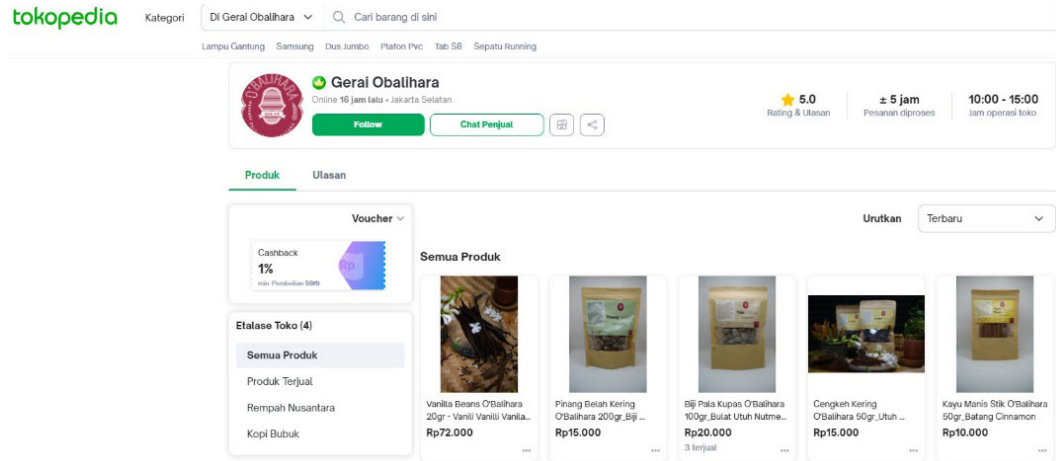 tokopedia
Kategori
Di Gerai Obalihara
Cari barang di sini
Lampu Gantung Samsung Dus Jumbo Plafon Pvc Tab S8 Sepatu Running
O'BALIHARA
Gerai Obalihara
Online 16 jam lalu • Jakarta Selatan
Follow
Chat Penjual
5.0
Rating & Ulasan
± 5 jam
Pesanan diproses
10:00 - 15:00
Jam operasi toko
Produk
Ulasan
Voucher
Cashback
1%
min. Pembelian 50rb
Rp
Urutkan
Terbaru
Etalase Toko (4)
Semua Produk
Produk Terjual
Rempah Nusantara
Kopi Bubuk
Semua Produk
Vanilla Beans O'Balihara
20gr - Vanili Vanilli Vanila...
Rp72.000
Pinang Belah Kering
O'Balihara 200gr_Biji ...
Rp15.000
Biji Pala Kupas O'Balihara
100gr_Bulat Utuh Nutme...
Rp20.000
3 terjual
Cengkeh Kering
O'Balihara 50gr_Utuh ...
Rp15.000
Kayu Manis Stik O'Balihara
50gr_Batang Cinnamon
Rp10.000